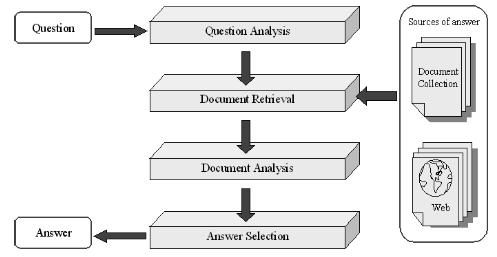 Question
Question Analysis
Sources of answer
Document
Collection
Document Retrieval
Document Analysis
Web
Answer
Answer Selection